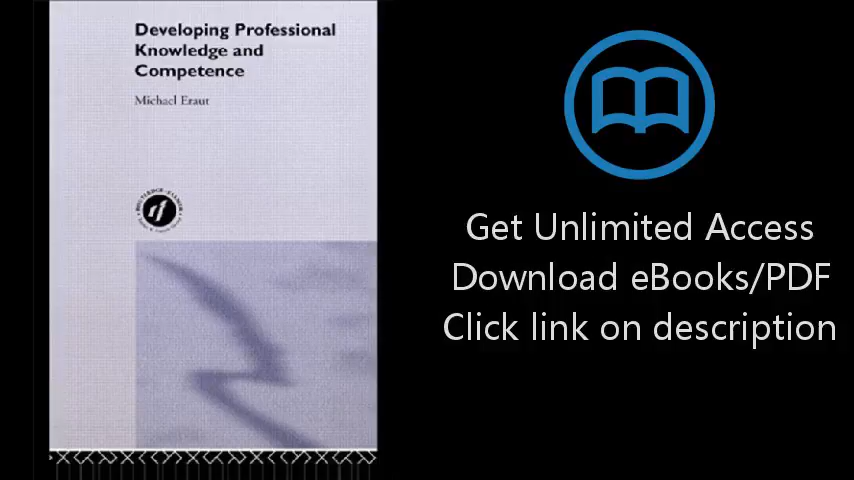 Developing Professional
Knowledge and
Competence
Michael Eraut
Get Unlimited Access
Download eBooks/PDF
Click link on description